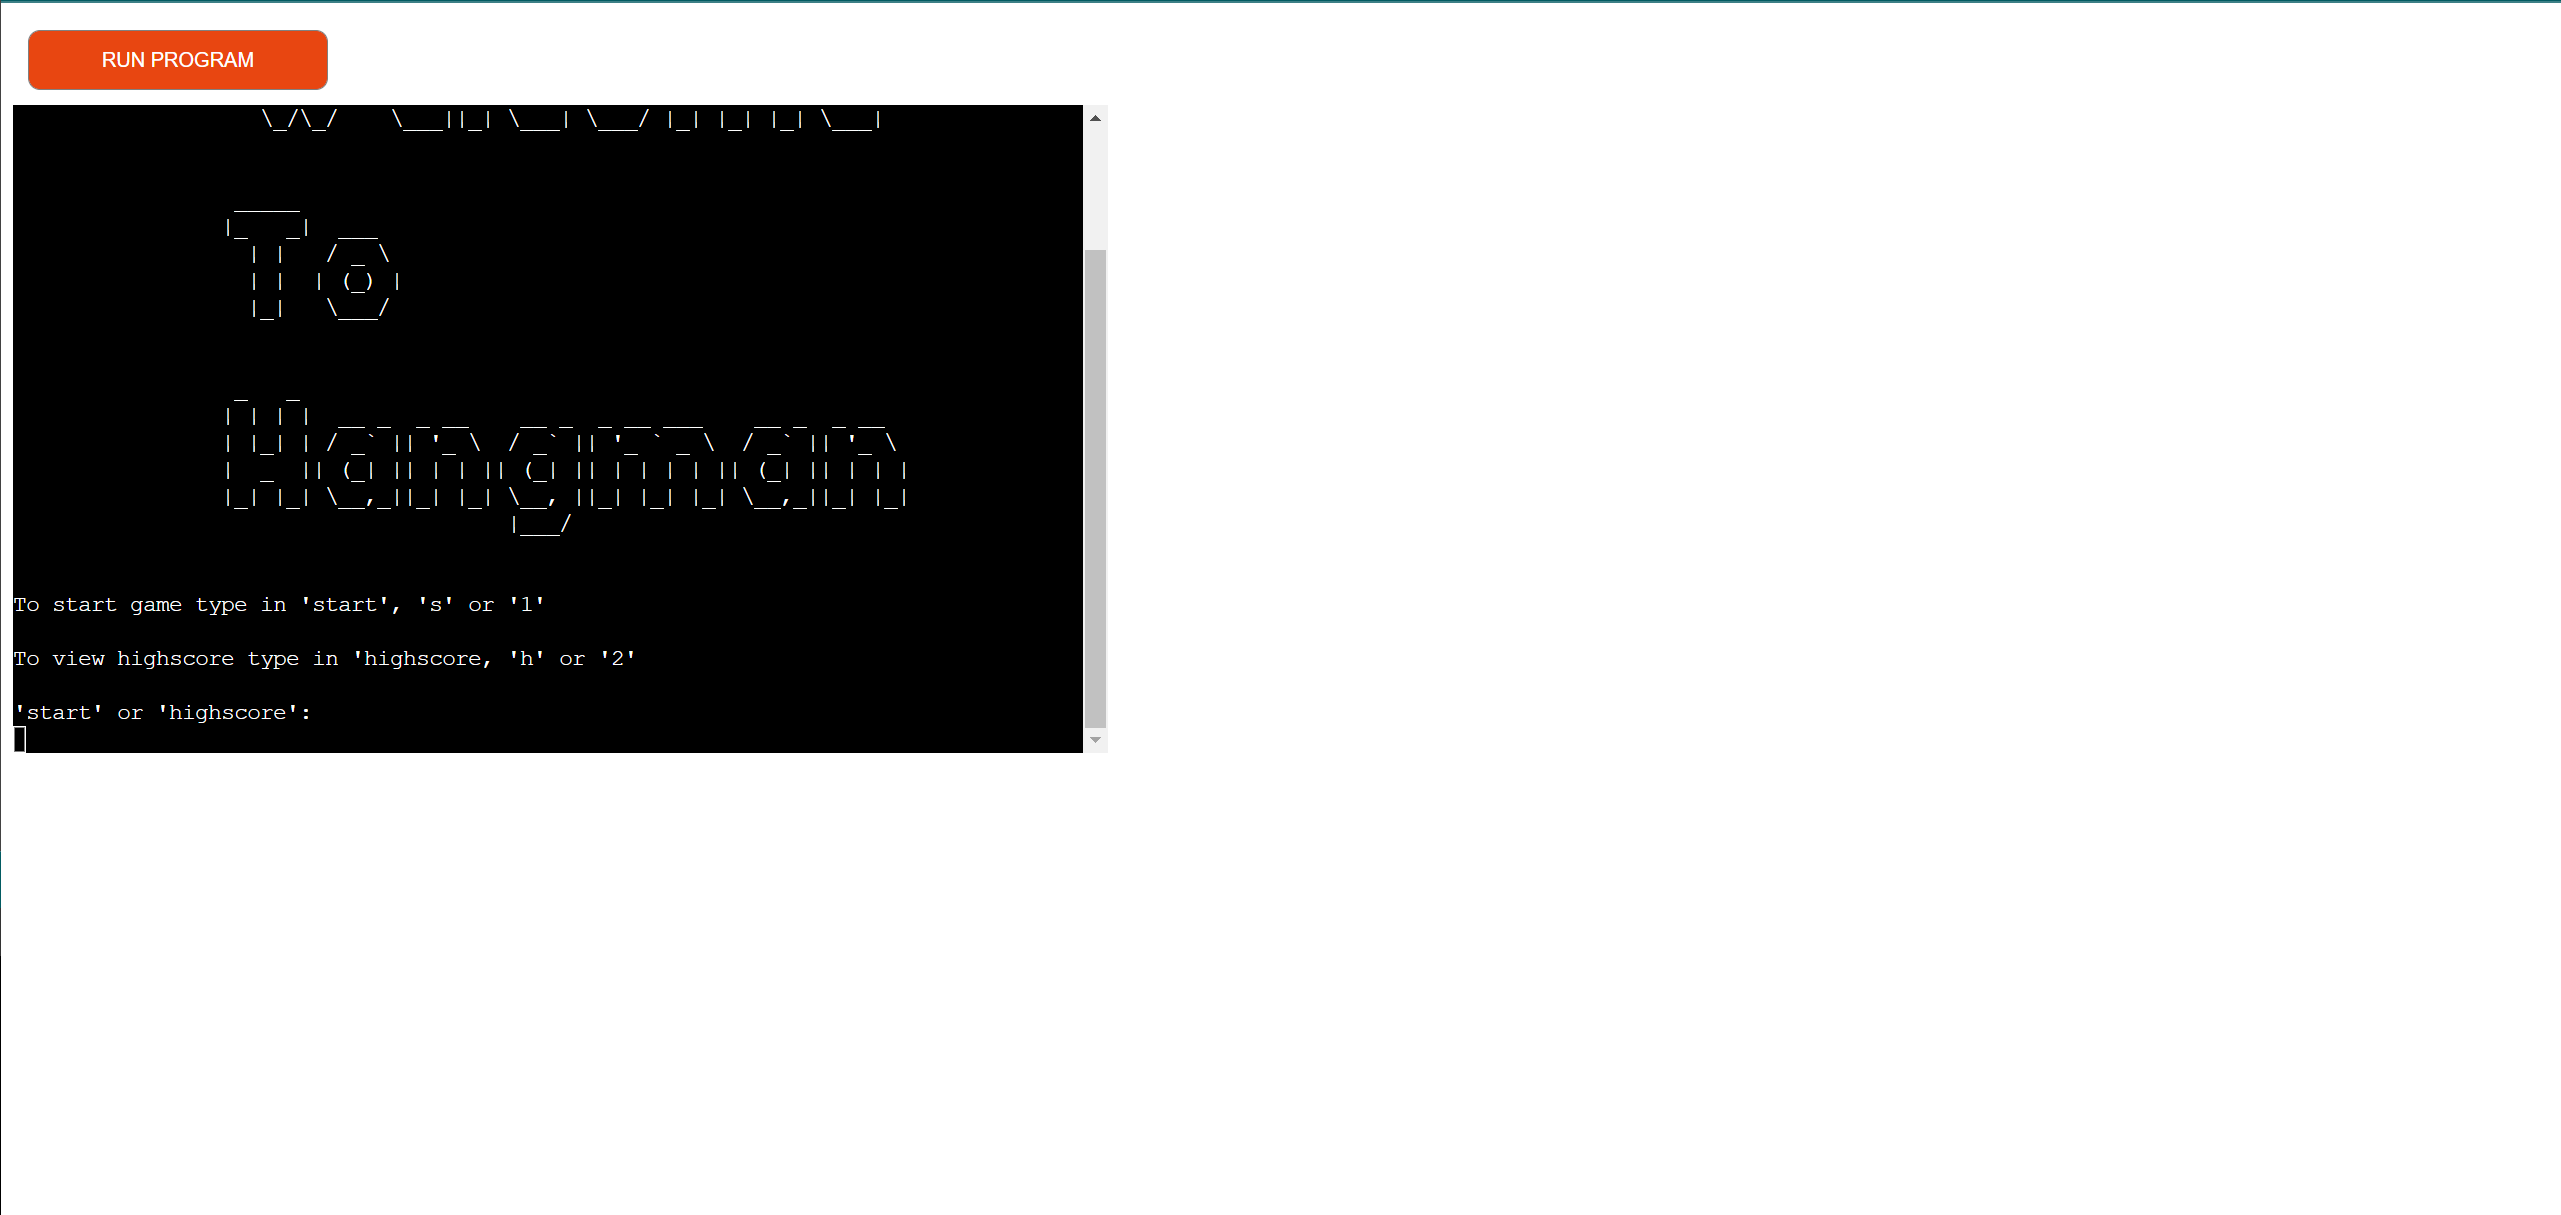 RUN PROGRAM
To
Hangman
To start game type in 'start', 's' or '1'
To view highscore type in 'highscore, 'h' or '2'
'start' or 'highscore':